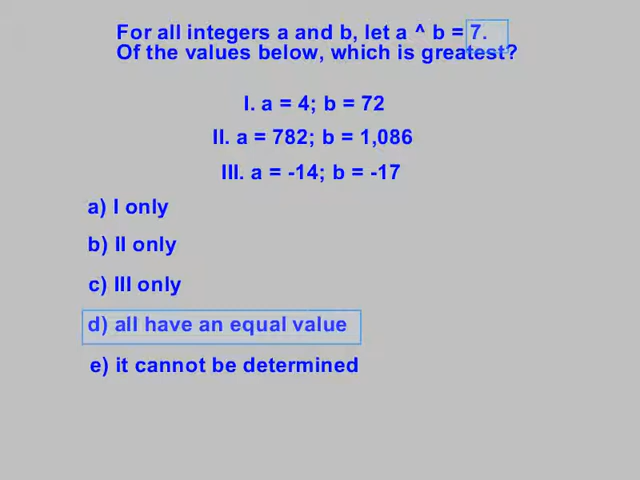 For all integers a and b, let a ^ b = 7.
Of the values below, which is greatest?
I. a = 4; b = 72
II. a = 782; b = 1,086
III. a = -14; b = -17
a) I only
b) II only
c) III only
d) all have an equal value
e) it cannot be determined